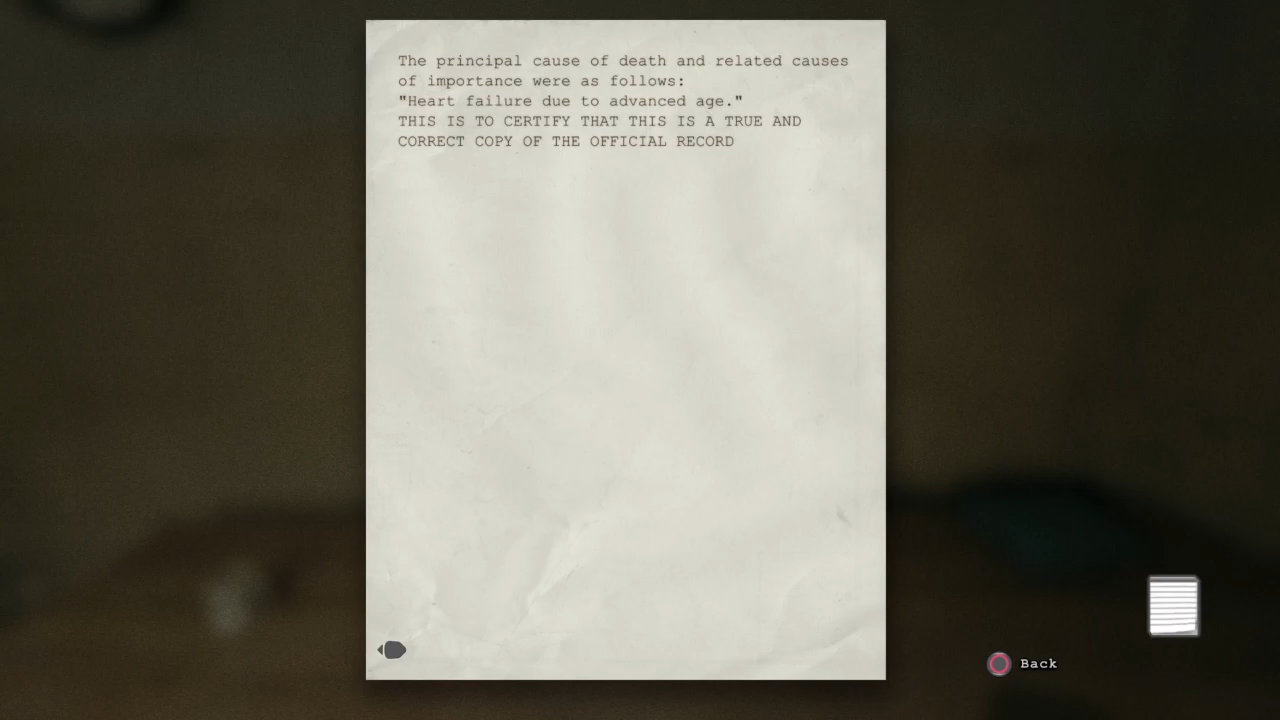 The principal cause of death and related causes
of importance were as follows:
"Heart failure due to advanced age."
THIS IS TO CERTIFY THAT THIS IS A TRUE AND
CORRECT COPY OF THE OFFICIAL RECORD
Back